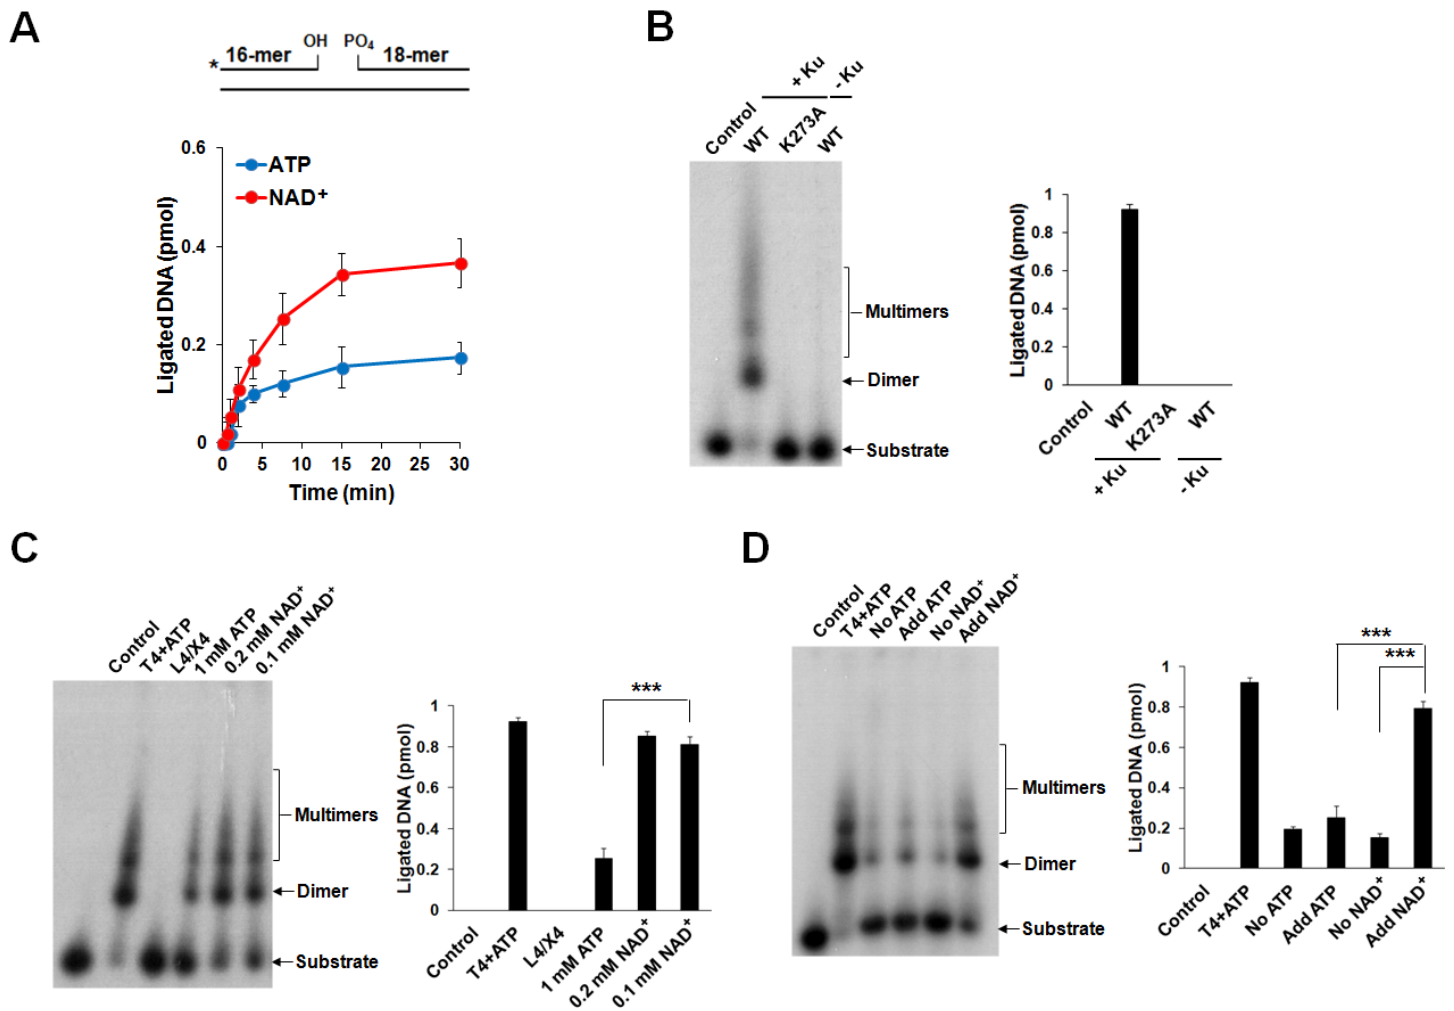 A
OH PO4
* 16-mer 18-mer
0.6
ATP
NAD+
0.4
0.2
0
Ligated DNA (pmol)
0 5 10 15 20 25 30
Time (min)
B
+ Ku - Ku
Control WT K273A WT
Multimers
Dimer
Substrate
1
0.8
0.6
0.4
0.2
0
Ligated DNA (pmol)
Control WT K273A WT
+ Ku - Ku
C
Control T4+ATP L4/X4 1 mM ATP 0.2 mM NAD+ 0.1 mM NAD+
Multimers
Dimer
Substrate
***
1
0.8
0.6
0.4
0.2
0
Ligated DNA (pmol)
Control T4+ATP L4/X4 1 mM ATP 0.2 mM NAD+ 0.1 mM NAD+
D
Control T4+ATP No ATP Add ATP No NAD+ Add NAD+
Multimers
Dimer
Substrate
***
***
1
0.8
0.6
0.4
0.2
0
Ligated DNA (pmol)
Control T4+ATP No ATP Add ATP No NAD+ Add NAD+